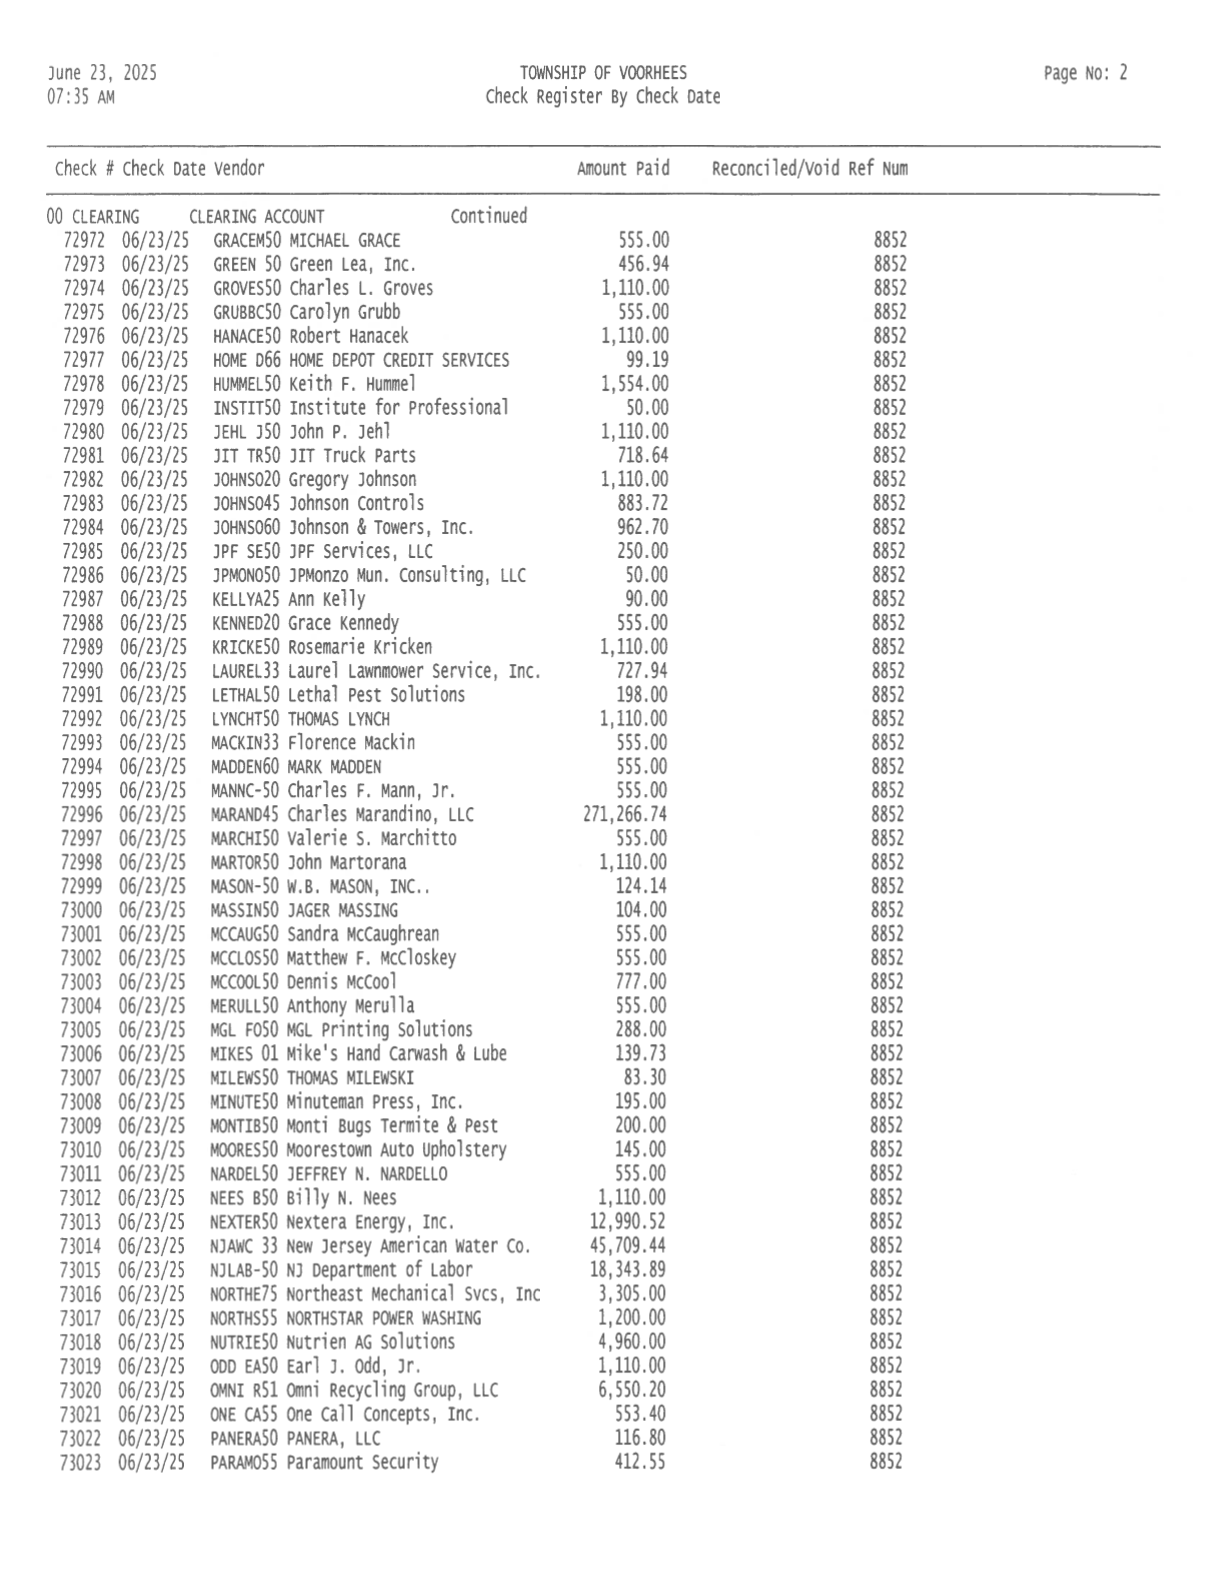 June 23, 2025 TOWNSHIP OF VOORHEES Page No: 2
07:35 AM Check Register By Check Date
Check # Check Date Vendor Amount Paid Reconciled/Void Ref Num
00 CLEARING CLEARING ACCOUNT Continued
72972 06/23/25 GRACEM50 MICHAEL GRACE 555.00 8852
72973 06/23/25 GREEN 50 Green Lea, Inc. 456.94 8852
72974 06/23/25 GROVES50 Charles L. Groves 1,110.00 8852
72975 06/23/25 GRUBBC50 Carolyn Grubb 555.00 8852
72976 06/23/25 HANACE50 Robert Hanacek 1,110.00 8852
72977 06/23/25 HOME D66 HOME DEPOT CREDIT SERVICES 99.19 8852
72978 06/23/25 HUMMEL50 Keith F. Hummel 1,554.00 8852
72979 06/23/25 INSTIT50 Institute for Professional 50.00 8852
72980 06/23/25 JEHL J50 John P. Jehl 1,110.00 8852
72981 06/23/25 JIT TR50 JIT Truck Parts 718.64 8852
72982 06/23/25 JOHNSO20 Gregory Johnson 1,110.00 8852
72983 06/23/25 JOHNSO45 Johnson Controls 883.72 8852
72984 06/23/25 JOHNSO60 Johnson & Towers, Inc. 962.70 8852
72985 06/23/25 JPF SE50 JPF Services, LLC 250.00 8852
72986 06/23/25 JPMONO50 JPMonzo Mun. Consulting, LLC 50.00 8852
72987 06/23/25 KELLYA25 Ann Kelly 90.00 8852
72988 06/23/25 KENNED20 Grace Kennedy 555.00 8852
72989 06/23/25 KRICKE50 Rosemarie Kricken 1,110.00 8852
72990 06/23/25 LAUREL33 Laurel Lawnmower Service, Inc. 727.94 8852
72991 06/23/25 LETHAL50 Lethal Pest Solutions 198.00 8852
72992 06/23/25 LYNCHT50 THOMAS LYNCH 1,110.00 8852
72993 06/23/25 MACKIN33 Florence Mackin 555.00 8852
72994 06/23/25 MADDEN60 MARK MADDEN 555.00 8852
72995 06/23/25 MANNC-50 Charles F. Mann, Jr. 555.00 8852
72996 06/23/25 MARAND45 Charles Marandino, LLC 271,266.74 8852
72997 06/23/25 MARCHI50 Valerie S. Marchitto 555.00 8852
72998 06/23/25 MARTOR50 John Martorana 1,110.00 8852
72999 06/23/25 MASON-50 W.B. MASON, INC.. 124.14 8852
73000 06/23/25 MASSIN50 JAGER MASSING 104.00 8852
73001 06/23/25 MCCAUG50 Sandra McCaughrean 555.00 8852
73002 06/23/25 MCCLOS50 Matthew F. McCloskey 555.00 8852
73003 06/23/25 MCCOOL50 Dennis McCool 777.00 8852
73004 06/23/25 MERULL50 Anthony Merulla 555.00 8852
73005 06/23/25 MGL FO50 MGL Printing Solutions 288.00 8852
73006 06/23/25 MIKES 01 Mike's Hand Carwash & Lube 139.73 8852
73007 06/23/25 MILEWS50 THOMAS MILEWSKI 83.30 8852
73008 06/23/25 MINUTE50 Minuteman Press, Inc. 195.00 8852
73009 06/23/25 MONTIB50 Monti Bugs Termite & Pest 200.00 8852
73010 06/23/25 MOORES50 Moorestown Auto Upholstery 145.00 8852
73011 06/23/25 NARDEL50 JEFFREY N. NARDELLO 555.00 8852
73012 06/23/25 NEES B50 Billy N. Nees 1,110.00 8852
73013 06/23/25 NEXTER50 Nextera Energy, Inc. 12,990.52 8852
73014 06/23/25 NJAWC 33 New Jersey American Water Co. 45,709.44 8852
73015 06/23/25 NJLAB-50 NJ Department of Labor 18,343.89 8852
73016 06/23/25 NORTHE75 Northeast Mechanical Svcs, Inc 3,305.00 8852
73017 06/23/25 NORTHS55 NORTHSTAR POWER WASHING 1,200.00 8852
73018 06/23/25 NUTRIE50 Nutrien AG Solutions 4,960.00 8852
73019 06/23/25 ODD EA50 Earl J. Odd, Jr. 1,110.00 8852
73020 06/23/25 OMNI R51 Omni Recycling Group, LLC 6,550.20 8852
73021 06/23/25 ONE CA55 One Call Concepts, Inc. 553.40 8852
73022 06/23/25 PANERA50 PANERA, LLC 116.80 8852
73023 06/23/25 PARAMO55 Paramount Security 412.55 8852